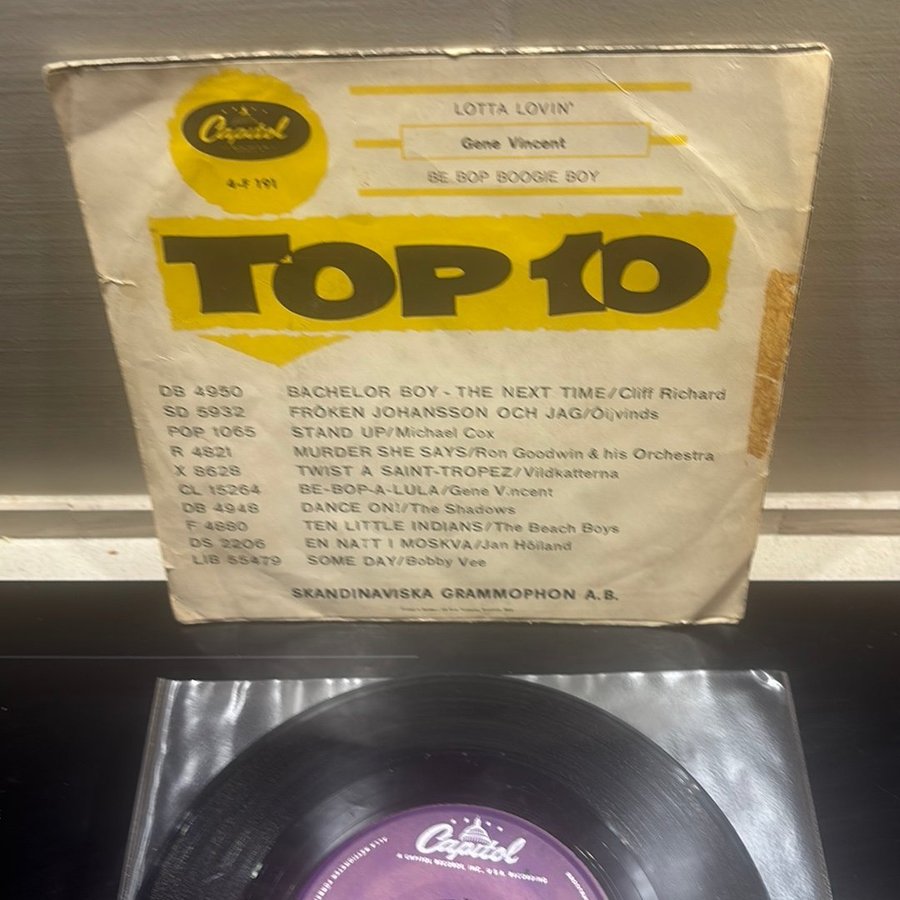 Capitol
4-F 191
LOTTA LOVIN'
Gene Vincent
BE BOP BOOGIE BOY
TOP 10
DB 4950 BACHELOR BOY - THE NEXT TIME/Cliff Richard
SD 5932 FRÖKEN JOHANSSON OCH JAG/Öijvinds
POP 1065 STAND UP/Michael Cox
R 4821 MURDER SHE SAYS/Ron Goodwin & his Orchestra
X 8628 TWIST A SAINT-TROPEZ/Vildkatterna
CL 15264 BE-BOP-A-LULA/Gene Vincent
DB 4948 DANCE ON!/The Shadows
F 4880 TEN LITTLE INDIANS/The Beach Boys
DS 2206 EN NATT I MOSKVA/Jan Höiland
LIB 55479 SOME DAY/Bobby Vee
SKANDINAVISKA GRAMMOPHON A.B.
Capitol
CAPITOL RECORDS, INC., U.S.A. RECORDING